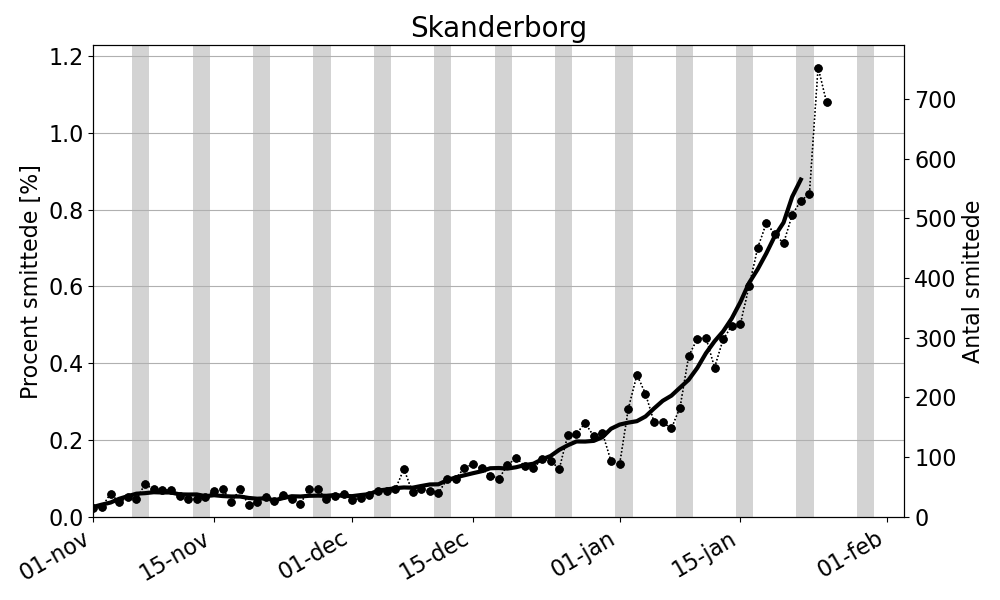 Skanderborg
Procent smittede [%]
1.2
1.0
0.8
0.6
0.4
0.2
0.0
700
600
500
400
300
200
100
0
Antal smittede
01-nov
15-nov
01-dec
15-dec
01-jan
15-jan
01-feb